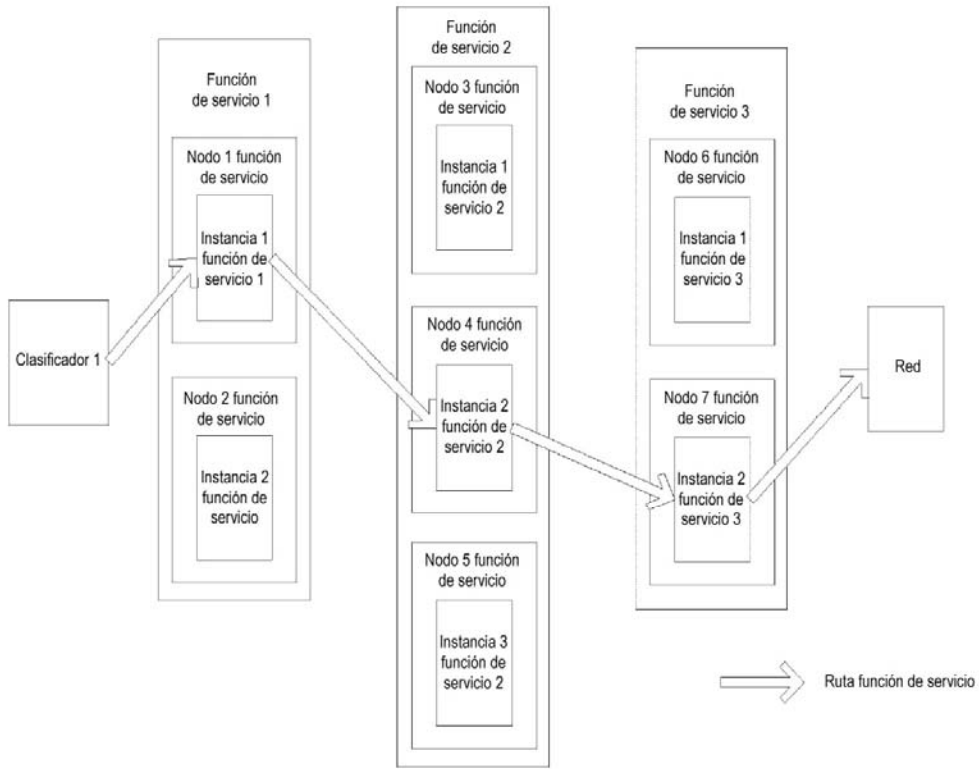 Clasificador 1
Función
de servicio 1
Nodo 1 función
de servicio
Instancia 1
función de
servicio 1
Nodo 2 función
de servicio
Instancia 2
función de
servicio
Función
de servicio 2
Nodo 3 función
de servicio
Instancia 1
función de
servicio 2
Nodo 4 función
de servicio
Instancia 2
función de
servicio 2
Nodo 5 función
de servicio
Instancia 3
función de
servicio 2
Función
de servicio 3
Nodo 6 función
de servicio
Instancia 1
función de
servicio 3
Nodo 7 función
de servicio
Instancia 2
función de
servicio 3
Red
Ruta función de servicio